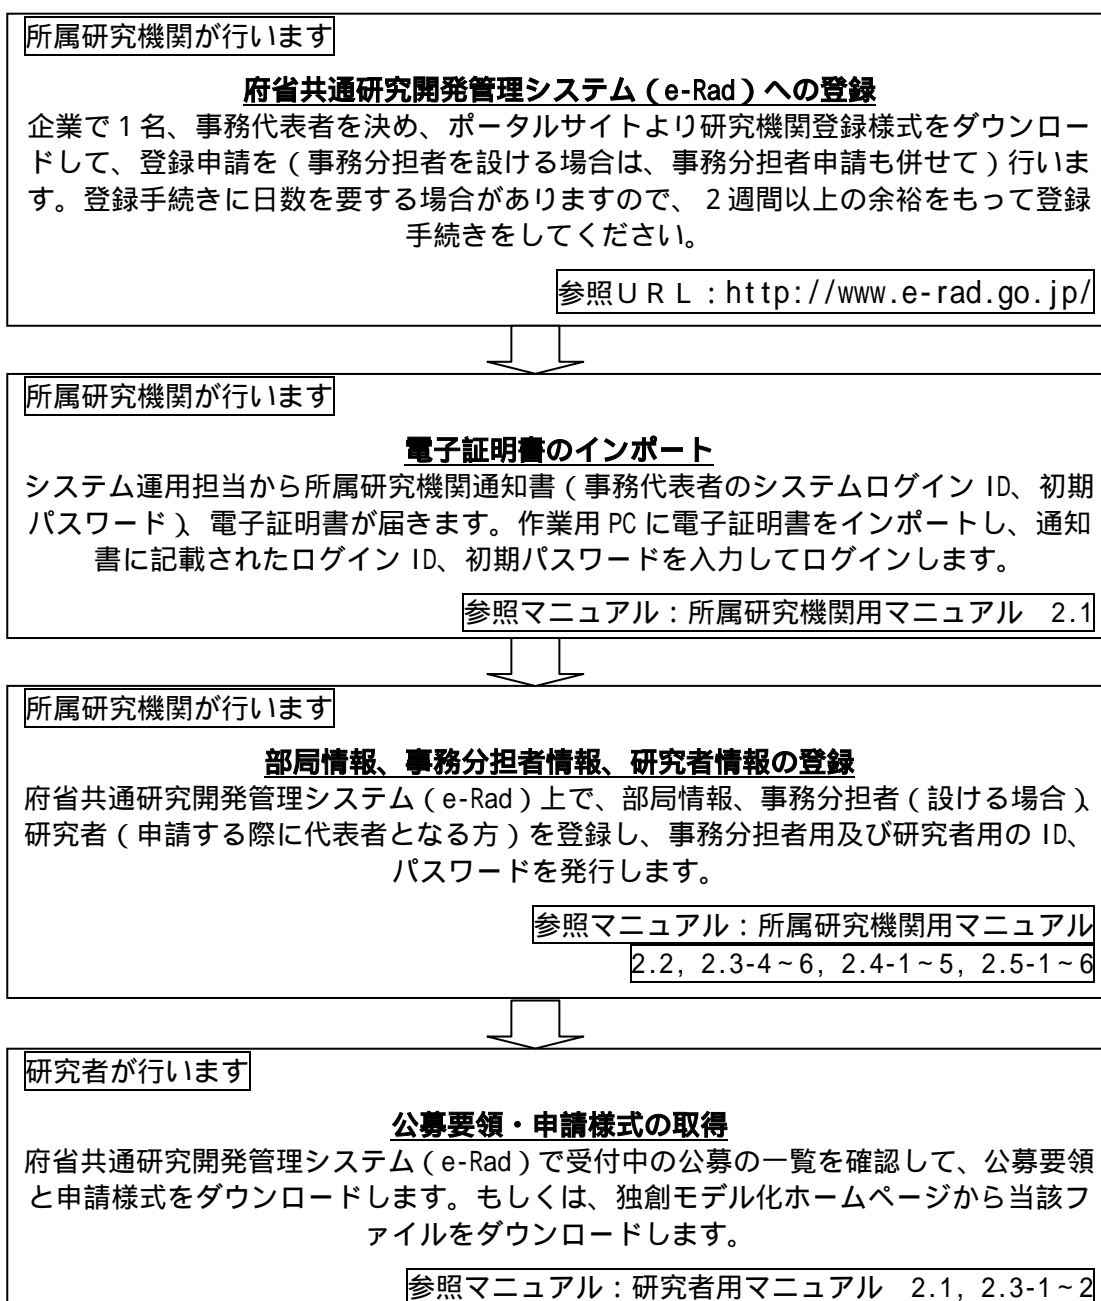 所属研究機関が行います
府省共通研究開発管理システム（e-Rad）への登録
企業で１名、事務代表者を決め、ポータルサイトより研究機関登録様式をダウンロー
ドして、登録申請を（事務分担者を設ける場合は、事務分担者申請も併せて）行いま
す。登録手続きに日数を要する場合がありますので、２週間以上の余裕をもって登録
手続きをしてください。
参照ＵＲＬ：http://www.e-rad.go.jp/
所属研究機関が行います
電子証明書のインポート
システム運用担当から所属研究機関通知書（事務代表者のシステムログイン ID、初期
パスワード）、電子証明書が届きます。作業用 PC に電子証明書をインポートし、通知
書に記載されたログイン ID、初期パスワードを入力してログインします。
参照マニュアル：所属研究機関用マニュアル　2.1
所属研究機関が行います
部局情報、事務分担者情報、研究者情報の登録
府省共通研究開発管理システム（e-Rad）上で、部局情報、事務分担者（設ける場合）、
研究者（申請する際に代表者となる方）を登録し、事務分担者用及び研究者用の ID、
パスワードを発行します。
参照マニュアル：所属研究機関用マニュアル
2.2, 2.3-4～6, 2.4-1～5, 2.5-1～6
研究者が行います
公募要領・申請様式の取得
府省共通研究開発管理システム（e-Rad）で受付中の公募の一覧を確認して、公募要領
と申請様式をダウンロードします。もしくは、独創モデル化ホームページから当該フ
ァイルをダウンロードします。
参照マニュアル：研究者用マニュアル　2.1, 2.3-1～2